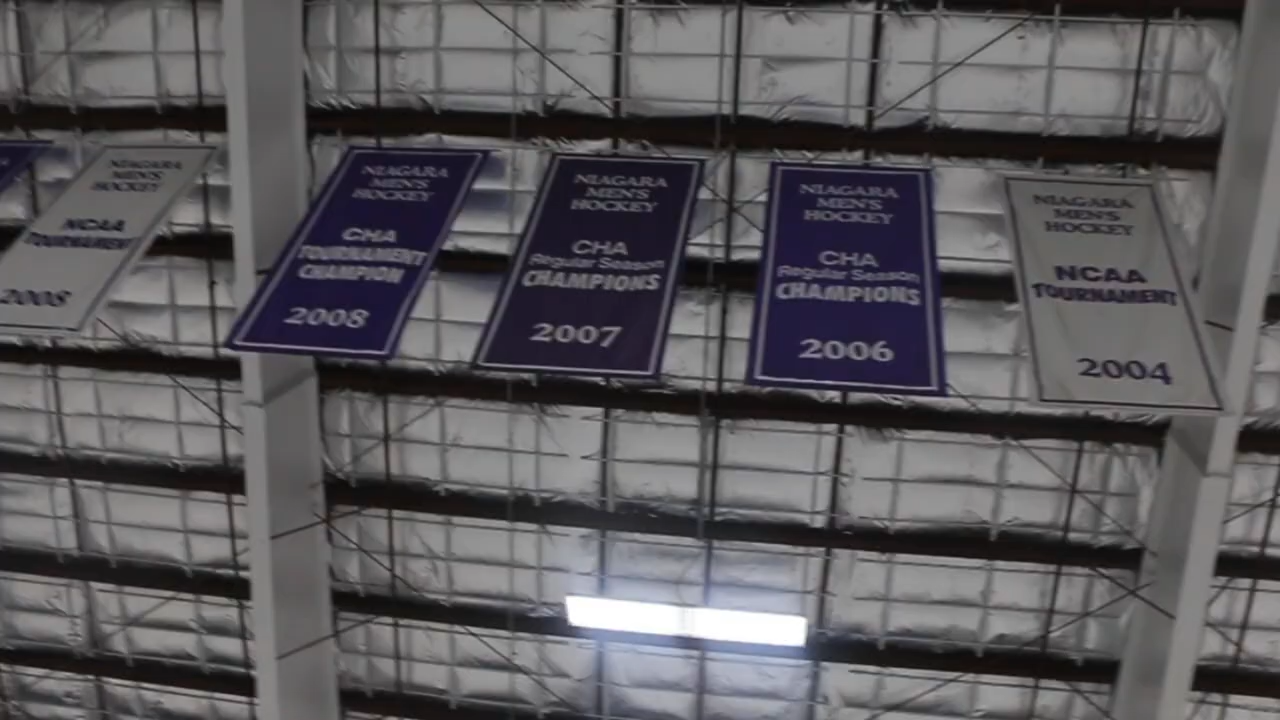 NIAGARA
MEN'S
HOCKEY
NCAA
TOURNAMENT
2008
NIAGARA
MEN'S
HOCKEY
CHA
TOURNAMENT
CHAMPION
2008
NIAGARA
MEN'S
HOCKEY
CHA
Regular Season
CHAMPIONS
2007
NIAGARA
MEN'S
HOCKEY
CHA
Regular Season
CHAMPIONS
2006
NIAGARA
MEN'S
HOCKEY
NCAA
TOURNAMENT
2004